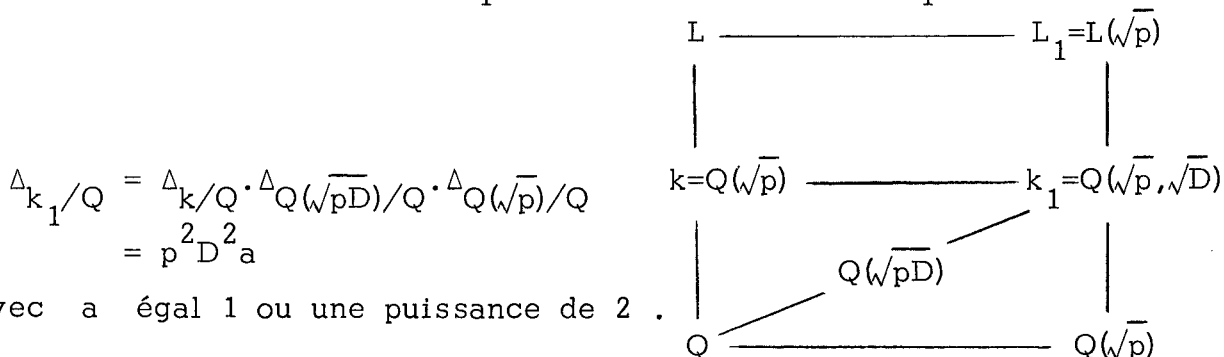 L L₁=L(√p)
Δ_{k₁/Q} = Δ_{k/Q}·Δ_{Q(√pD)/Q}·Δ_{Q(√p)/Q} k=Q(√p) k₁=Q(√p,√D)
= p²D²a
Q(√pD)
vec a égal 1 ou une puissance de 2 .
Q Q(√p)